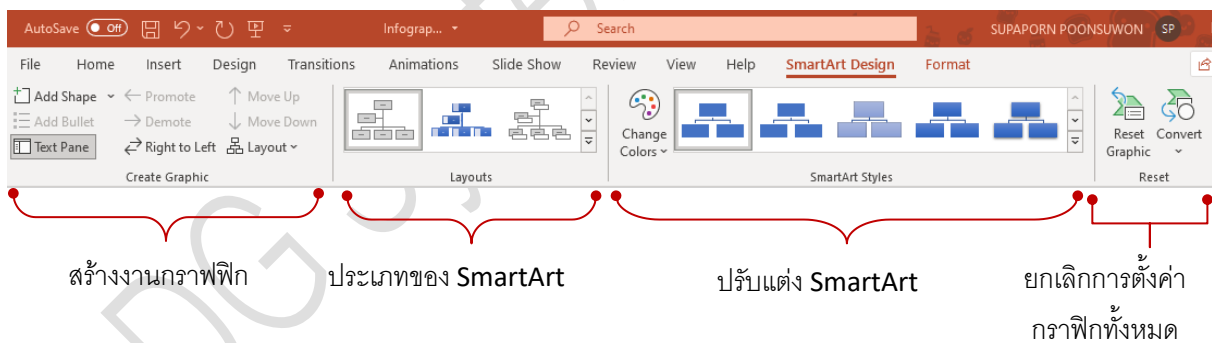 AutoSave Off Infograp... Search SUPAPORN POONSUWON SP
File Home Insert Design Transitions Animations Slide Show Review View Help SmartArt Design Format
Add Shape Promote Move Up
Add Bullet Demote Move Down
Text Pane Right to Left Layout
Change
Colors
Reset
Graphic
Convert
Create Graphic Layouts SmartArt Styles Reset
สร้างงานกราฟฟิก
ประเภทของ SmartArt
ปรับแต่ง SmartArt
ยกเลิกการตั้งค่า
กราฟิกทั้งหมด